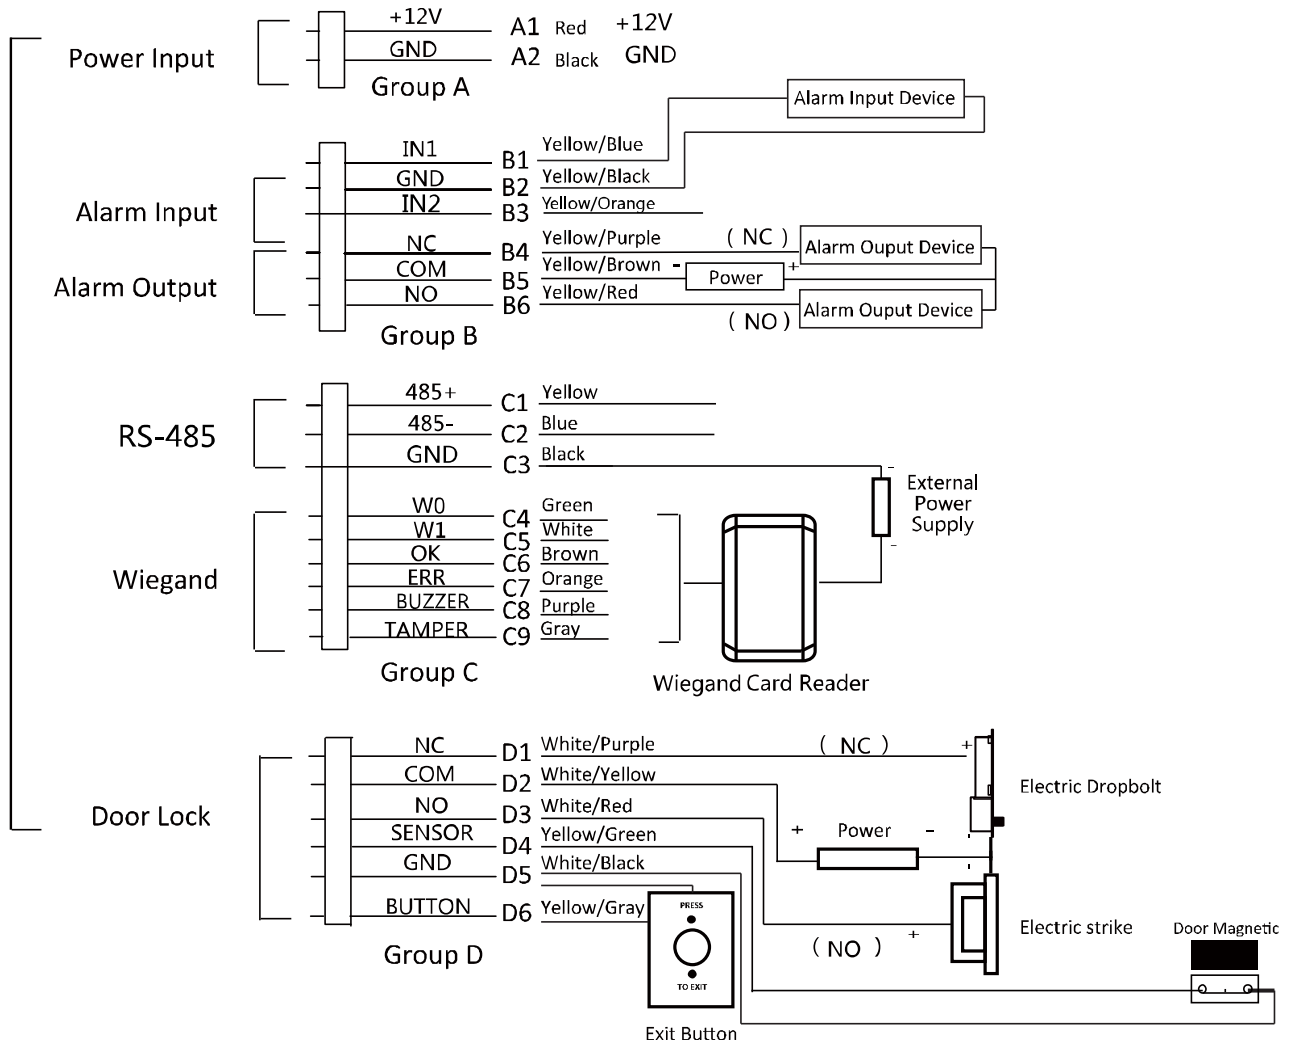 Power Input
+12V A1 Red +12V
GND A2 Black GND
Group A
Alarm Input Device
Alarm Input
IN1 B1 Yellow/Blue
GND B2 Yellow/Black
IN2 B3 Yellow/Orange
Alarm Output
NC B4 Yellow/Purple ( NC ) Alarm Ouput Device
COM B5 Yellow/Brown - Power +
NO B6 Yellow/Red ( NO ) Alarm Ouput Device
Group B
RS-485
485+ C1 Yellow
485- C2 Blue
GND C3 Black
-
External
Power
Supply
-
Wiegand
W0 C4 Green
W1 C5 White
OK C6 Brown
ERR C7 Orange
BUZZER C8 Purple
TAMPER C9 Gray
Group C
Wiegand Card Reader
Door Lock
NC D1 White/Purple ( NC ) +
COM D2 White/Yellow
Electric Dropbolt
NO D3 White/Red
SENSOR D4 Yellow/Green
+ Power -
GND D5 White/Black
BUTTON D6 Yellow/Gray
Group D
PRESS
TO EXIT
Exit Button
( NO ) +
Electric strike
Door Magnetic